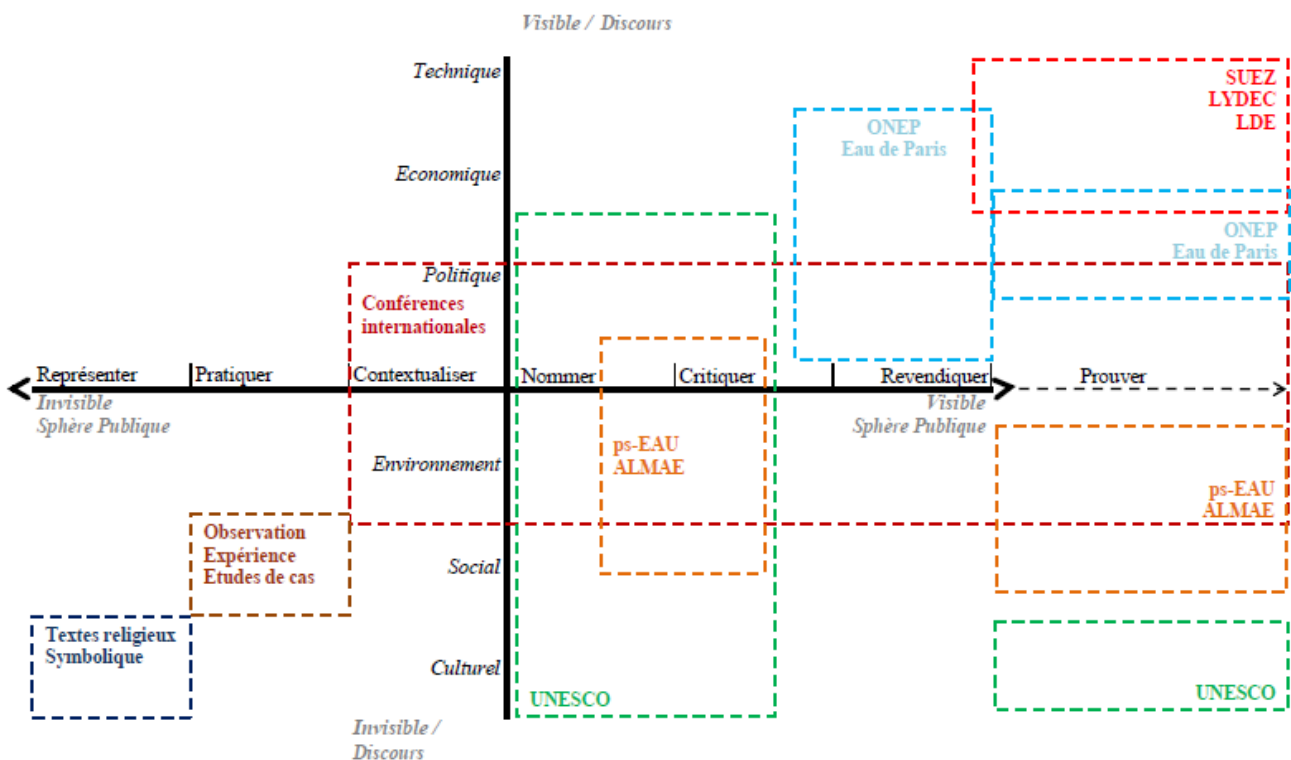 Visible / Discours
Technique
SUEZ
LYDEC
LDE
ONEP
Eau de Paris
Economique
ONEP
Eau de Paris
Politique
Conférences
internationales
Représenter
Pratiquer
Contextualiser
Nommer
Critiquer
Revendiquer
Prouver
Invisible
Sphère Publique
Visible
Sphère Publique
Environnement
ps-EAU
ALMAE
ps-EAU
ALMAE
Observation
Expérience
Etudes de cas
Social
Textes religieux
Symbolique
Culturel
UNESCO
UNESCO
Invisible /
Discours